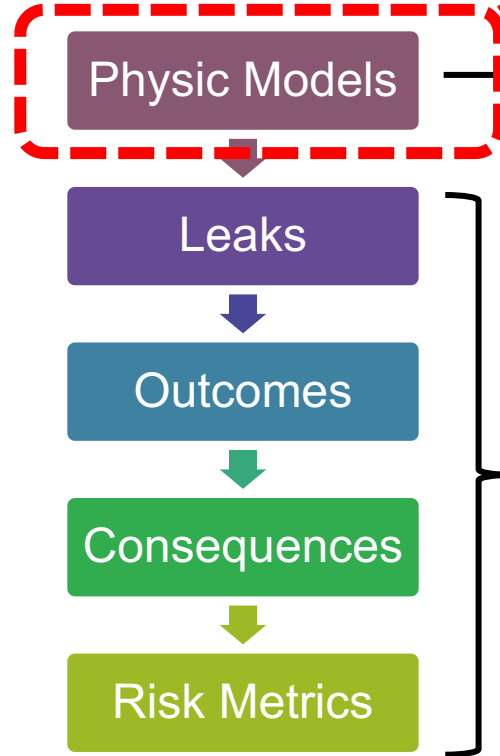 Physic Models
Leaks
Outcomes
Consequences
Risk Metrics